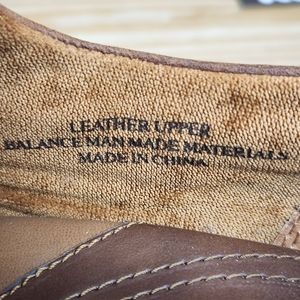 LEATHER UPPER
BALANCE MAN MADE MATERIALS
MADE IN CHINA